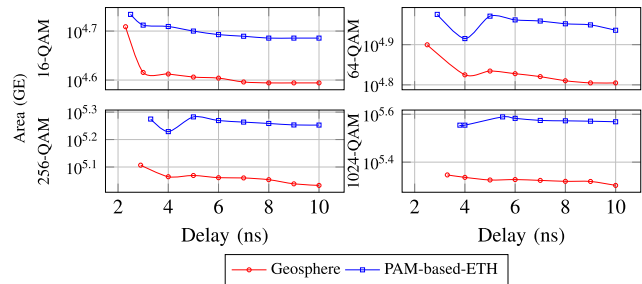 Area (GE)
16-QAM
10^4.7
10^4.6
64-QAM
10^4.9
10^4.8
256-QAM
10^5.3
10^5.2
10^5.1
2 4 6 8 10
Delay (ns)
1024-QAM
10^5.6
10^5.4
2 4 6 8 10
Delay (ns)
Geosphere PAM-based-ETH